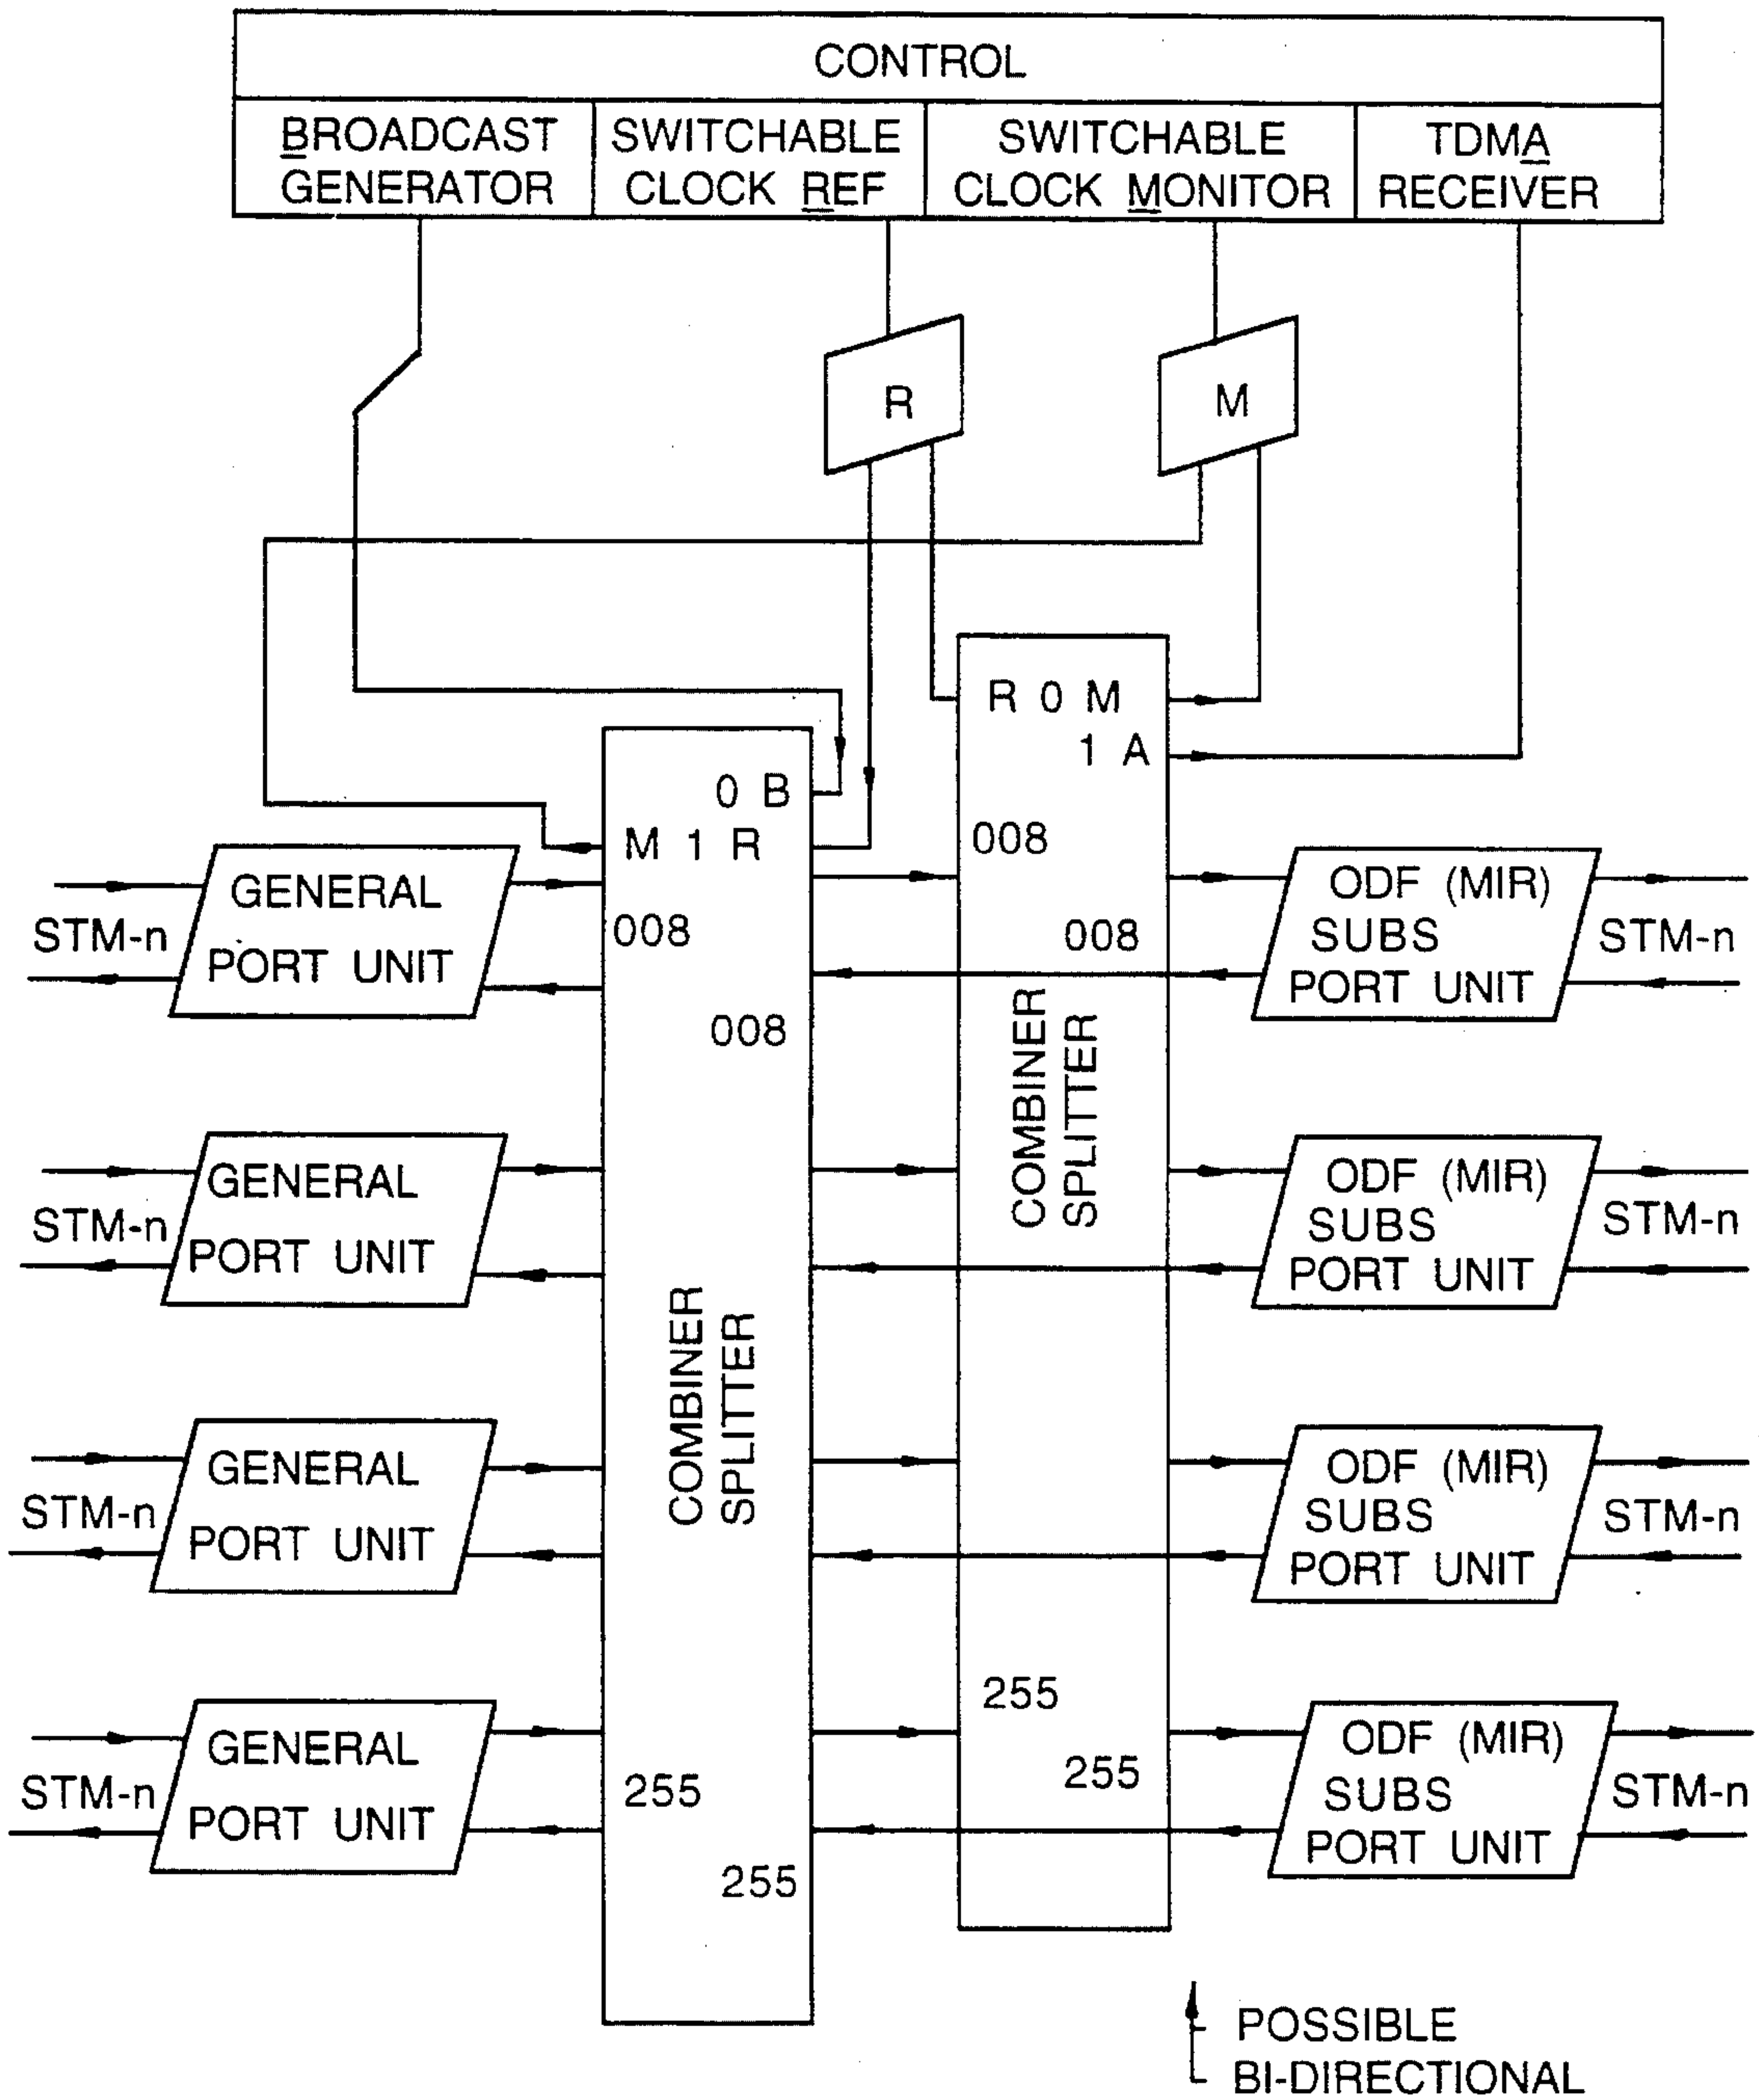 CONTROL
BROADCAST GENERATOR
SWITCHABLE CLOCK REF
SWITCHABLE CLOCK MONITOR
TDMA RECEIVER
R
M
R 0 M
1 A
0 B
M 1 R
008
008
008
008
GENERAL
PORT UNIT
STM-n
ODF (MIR)
SUBS
PORT UNIT
STM-n
COMBINER
SPLITTER
GENERAL
PORT UNIT
STM-n
ODF (MIR)
SUBS
PORT UNIT
STM-n
COMBINER
SPLITTER
GENERAL
PORT UNIT
STM-n
ODF (MIR)
SUBS
PORT UNIT
STM-n
255
255
255
255
GENERAL
PORT UNIT
STM-n
ODF (MIR)
SUBS
PORT UNIT
STM-n
POSSIBLE
BI-DIRECTIONAL